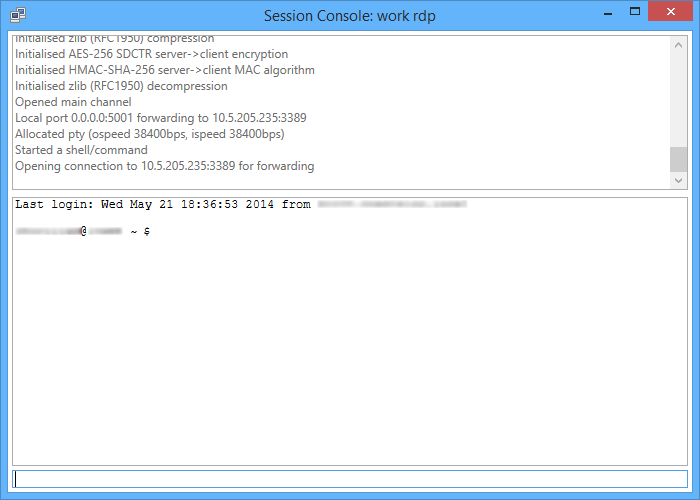 Session Console: work rdp
Initialised zlib (RFC1950) compression
Initialised AES-256 SDCTR server->client encryption
Initialised HMAC-SHA-256 server->client MAC algorithm
Initialised zlib (RFC1950) decompression
Opened main channel
Local port 0.0.0.0:5001 forwarding to 10.5.205.235:3389
Allocated pty (ospeed 38400bps, ispeed 38400bps)
Started a shell/command
Opening connection to 10.5.205.235:3389 for forwarding
Last login: Wed May 21 18:36:53 2014 from
@ ~ $